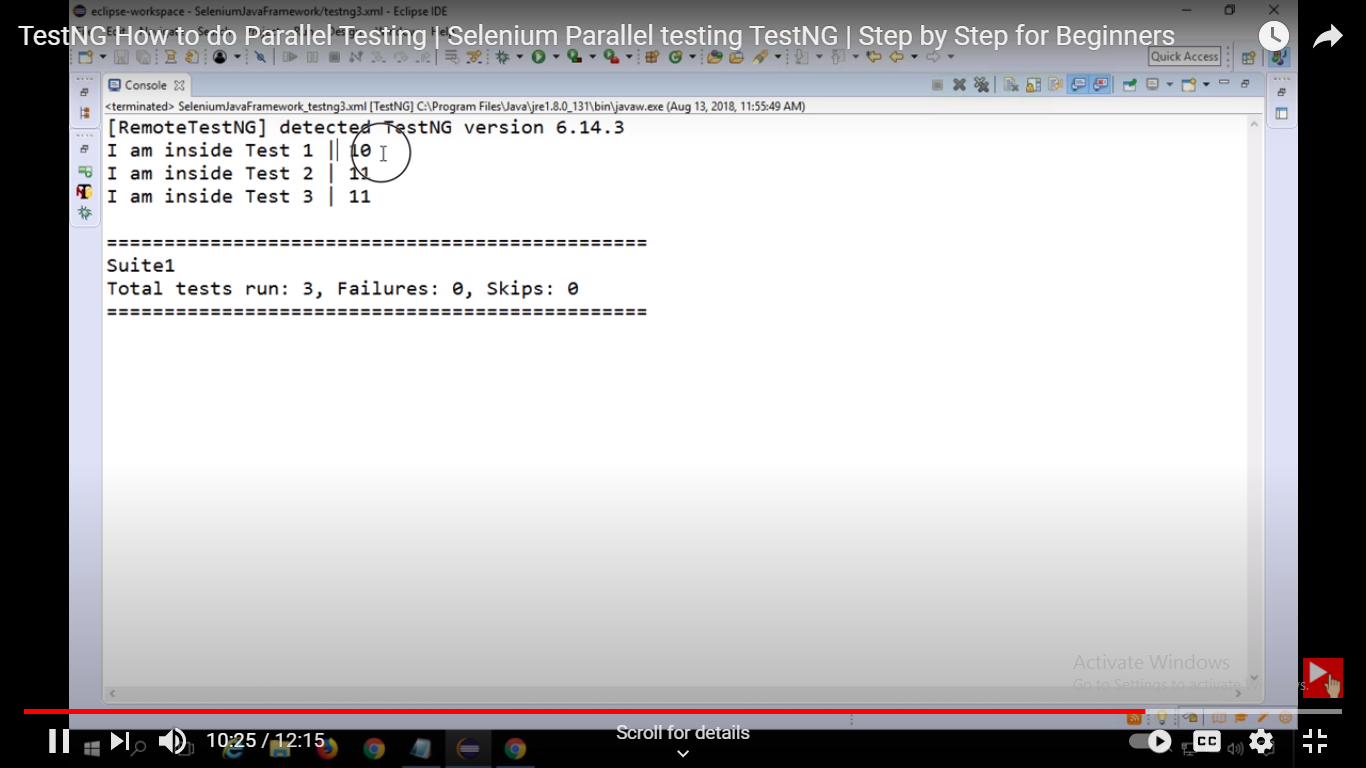 eclipse-workspace - SeleniumJavaFramework/testng3.xml - Eclipse IDE
TestNG How to do Parallel Testing | Selenium Parallel testing TestNG | Step by Step for Beginners
Quick Access
Console
<terminated> SeleniumJavaFramework_testng3.xml [TestNG] C:\Program Files\Java\jre1.8.0_131\bin\javaw.exe (Aug 13, 2018, 11:55:49 AM)
[RemoteTestNG] detected TestNG version 6.14.3
I am inside Test 1 | 10
I am inside Test 2 | 11
I am inside Test 3 | 11
===============================================
Suite1
Total tests run: 3, Failures: 0, Skips: 0
===============================================
Activate Windows
Go to Settings to activate Windows.
Scroll for details
10:25 / 12:15
CC